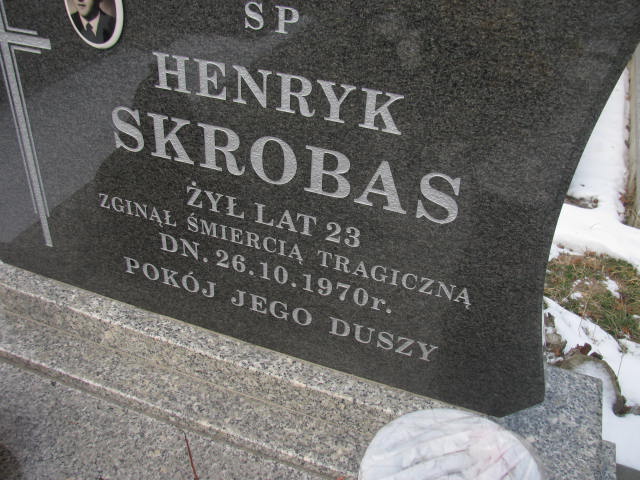 SP
HENRYK
SKROBAS
ŻYŁ LAT 23
ZGINĄŁ ŚMIERCIĄ TRAGICZNĄ
DN. 26.10.1970r.
POKÓJ JEGO DUSZY